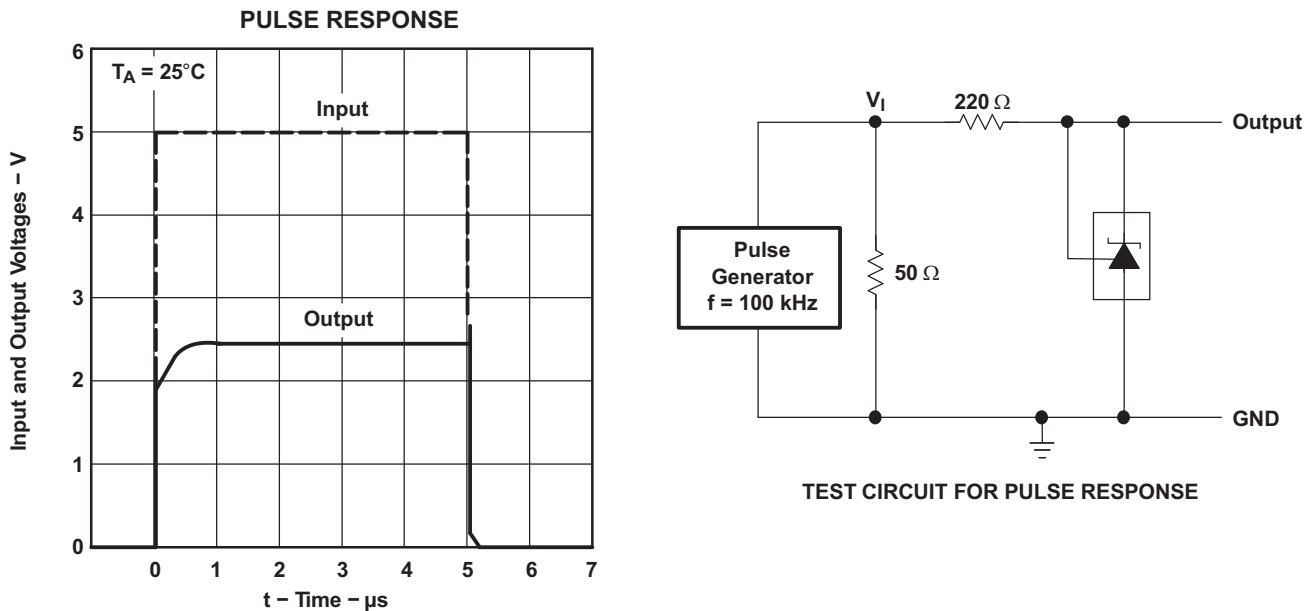 PULSE RESPONSE
Input and Output Voltages – V
6
5
4
3
2
1
0
T_A = 25°C
Input
Output
0 1 2 3 4 5 6 7
t – Time – μs
V_I
220 Ω
Output
Pulse
Generator
f = 100 kHz
50 Ω
GND
TEST CIRCUIT FOR PULSE RESPONSE